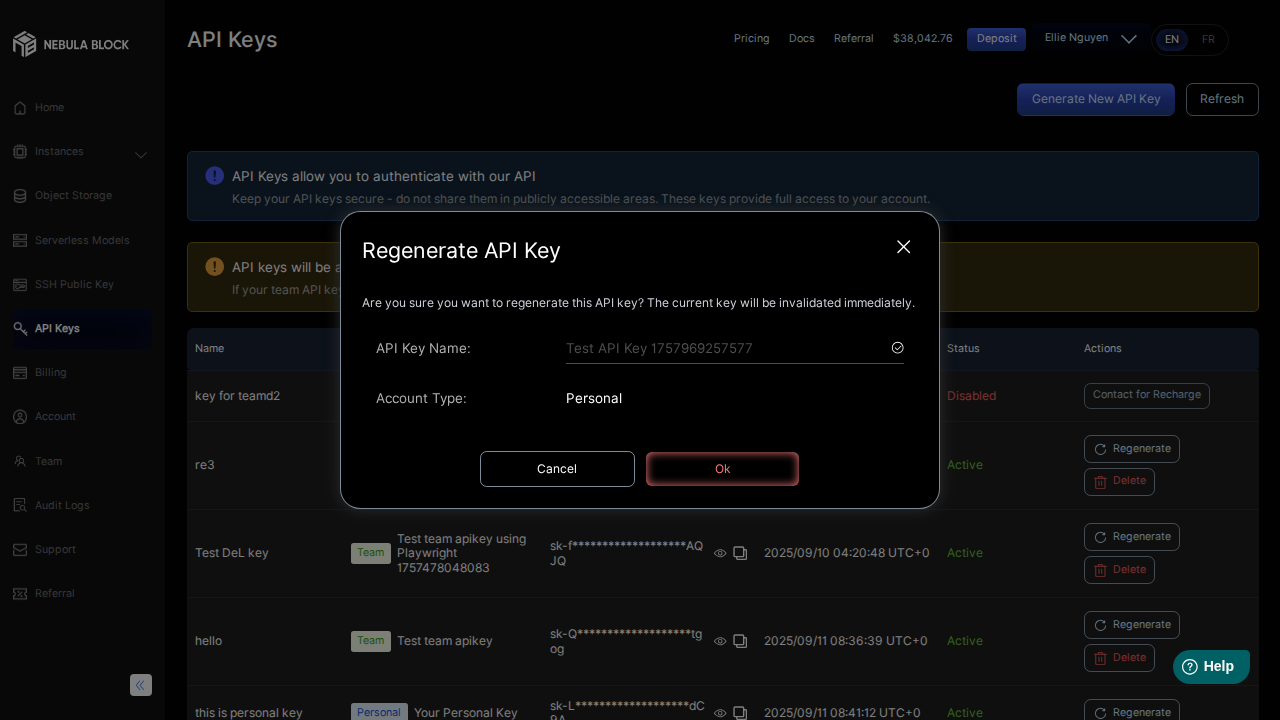 NEBULA BLOCK
API Keys
Pricing
Docs
Referral
$38,042.76
Deposit
Ellie Nguyen
EN
FR
Home
Instances
Object Storage
Serverless Models
SSH Public Key
API Keys
Billing
Account
Team
Audit Logs
Support
Referral
Generate New API Key
Refresh
API Keys allow you to authenticate with our API
Keep your API keys secure - do not share them in publicly accessible areas. These keys provide full access to your account.
API keys will be
If your team API
Regenerate API Key
Are you sure you want to regenerate this API key? The current key will be invalidated immediately.
API Key Name:
Test API Key 1757969257577
Account Type:
Personal
Cancel
Ok
Name
Status
Actions
key for teamd2
Disabled
Contact for Recharge
re3
Active
Regenerate
Delete
Test DeL key
Team
Test team apikey using
Playwright
1757478048083
sk-f*******************AQ
JQ
2025/09/10 04:20:48 UTC+0
Active
Regenerate
Delete
hello
Team
Test team apikey
sk-Q*******************tg
og
2025/09/11 08:36:39 UTC+0
Active
Regenerate
Delete
this is personal key
Personal
Your Personal Key
sk-L*******************dC
9A
2025/09/11 08:41:12 UTC+0
Active
Regenerate
Help